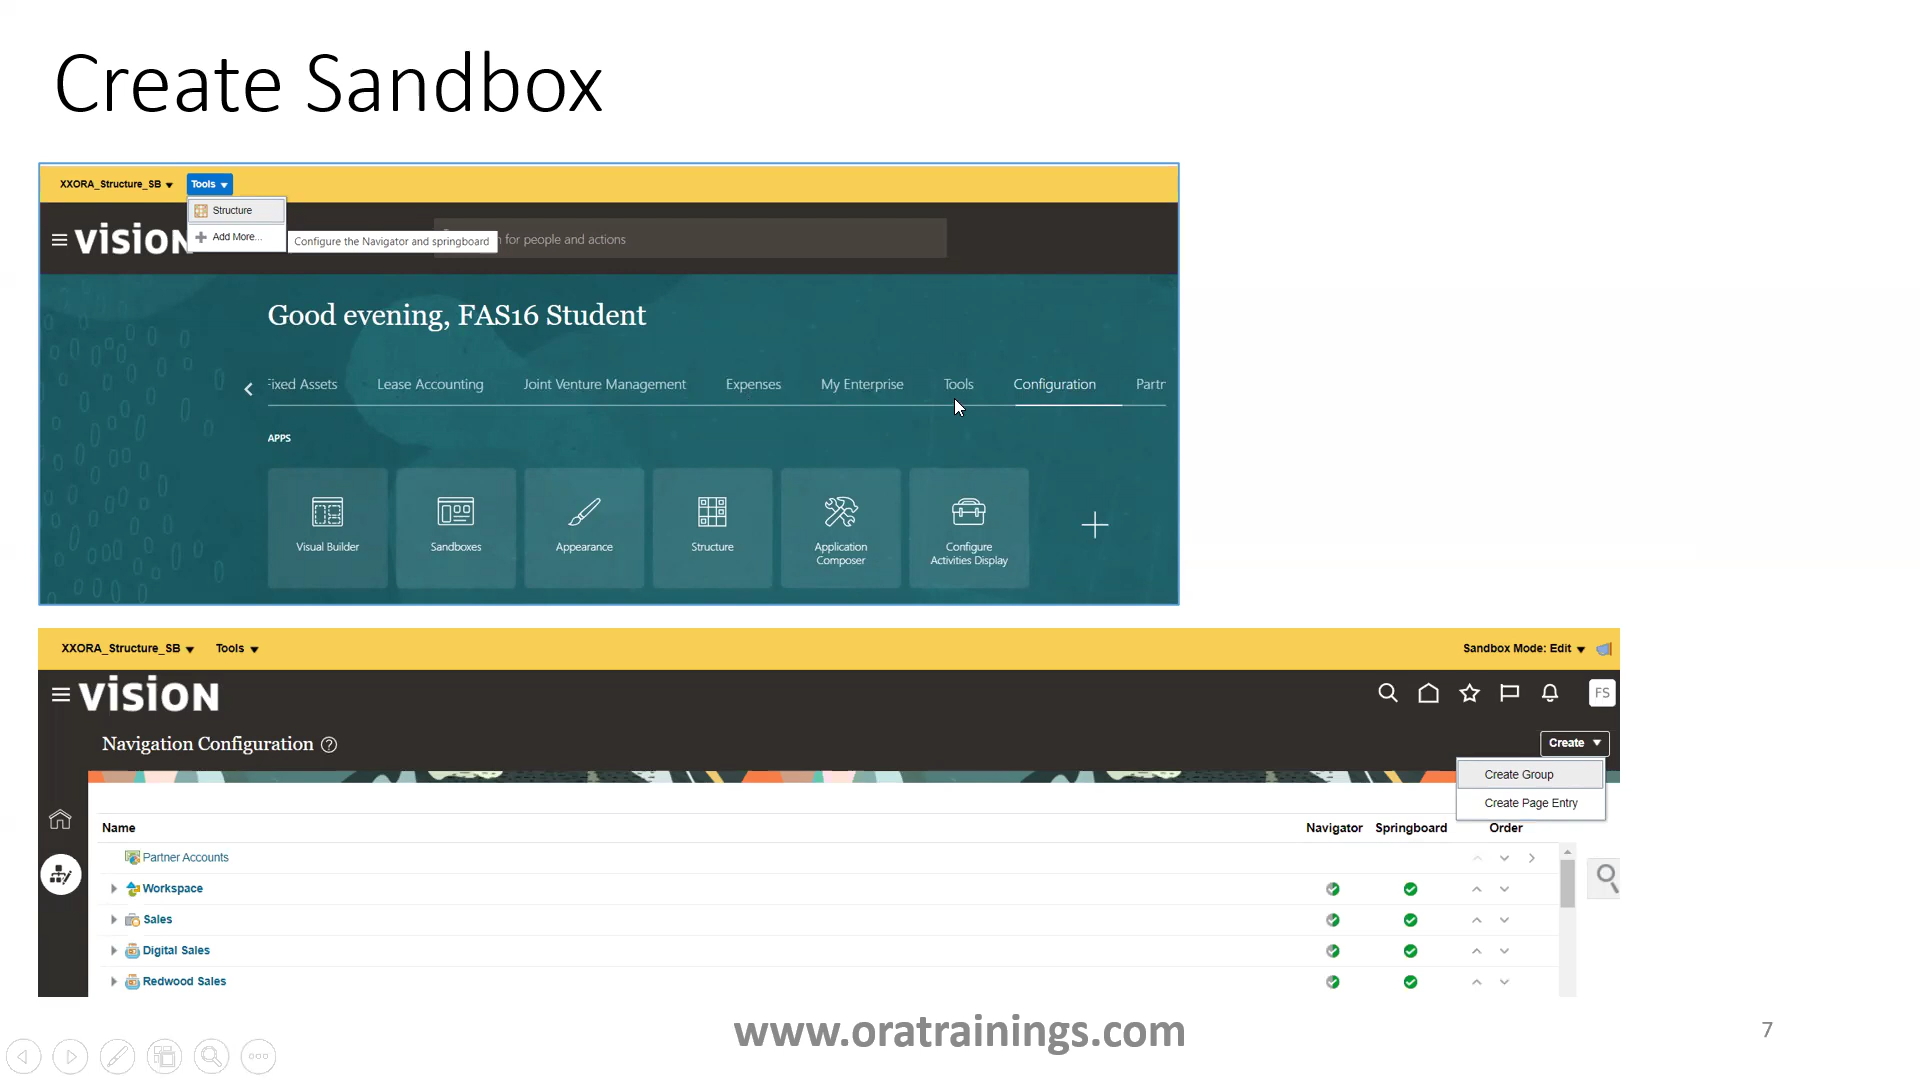 Create Sandbox
XXORA_Structure_SB Tools
Structure
Add More...
Configure the Navigator and springboard
for people and actions
vision
Good evening, FAS16 Student
Fixed Assets Lease Accounting Joint Venture Management Expenses My Enterprise Tools Configuration Partr
APPS
Visual Builder Sandboxes Appearance Structure Application Composer Configure Activities Display
XXORA_Structure_SB Tools Sandbox Mode: Edit
vision FS
Navigation Configuration Create
Create Group
Create Page Entry
Name Navigator Springboard Order
Partner Accounts
Workspace
Sales
Digital Sales
Redwood Sales
www.oratrainings.com 7